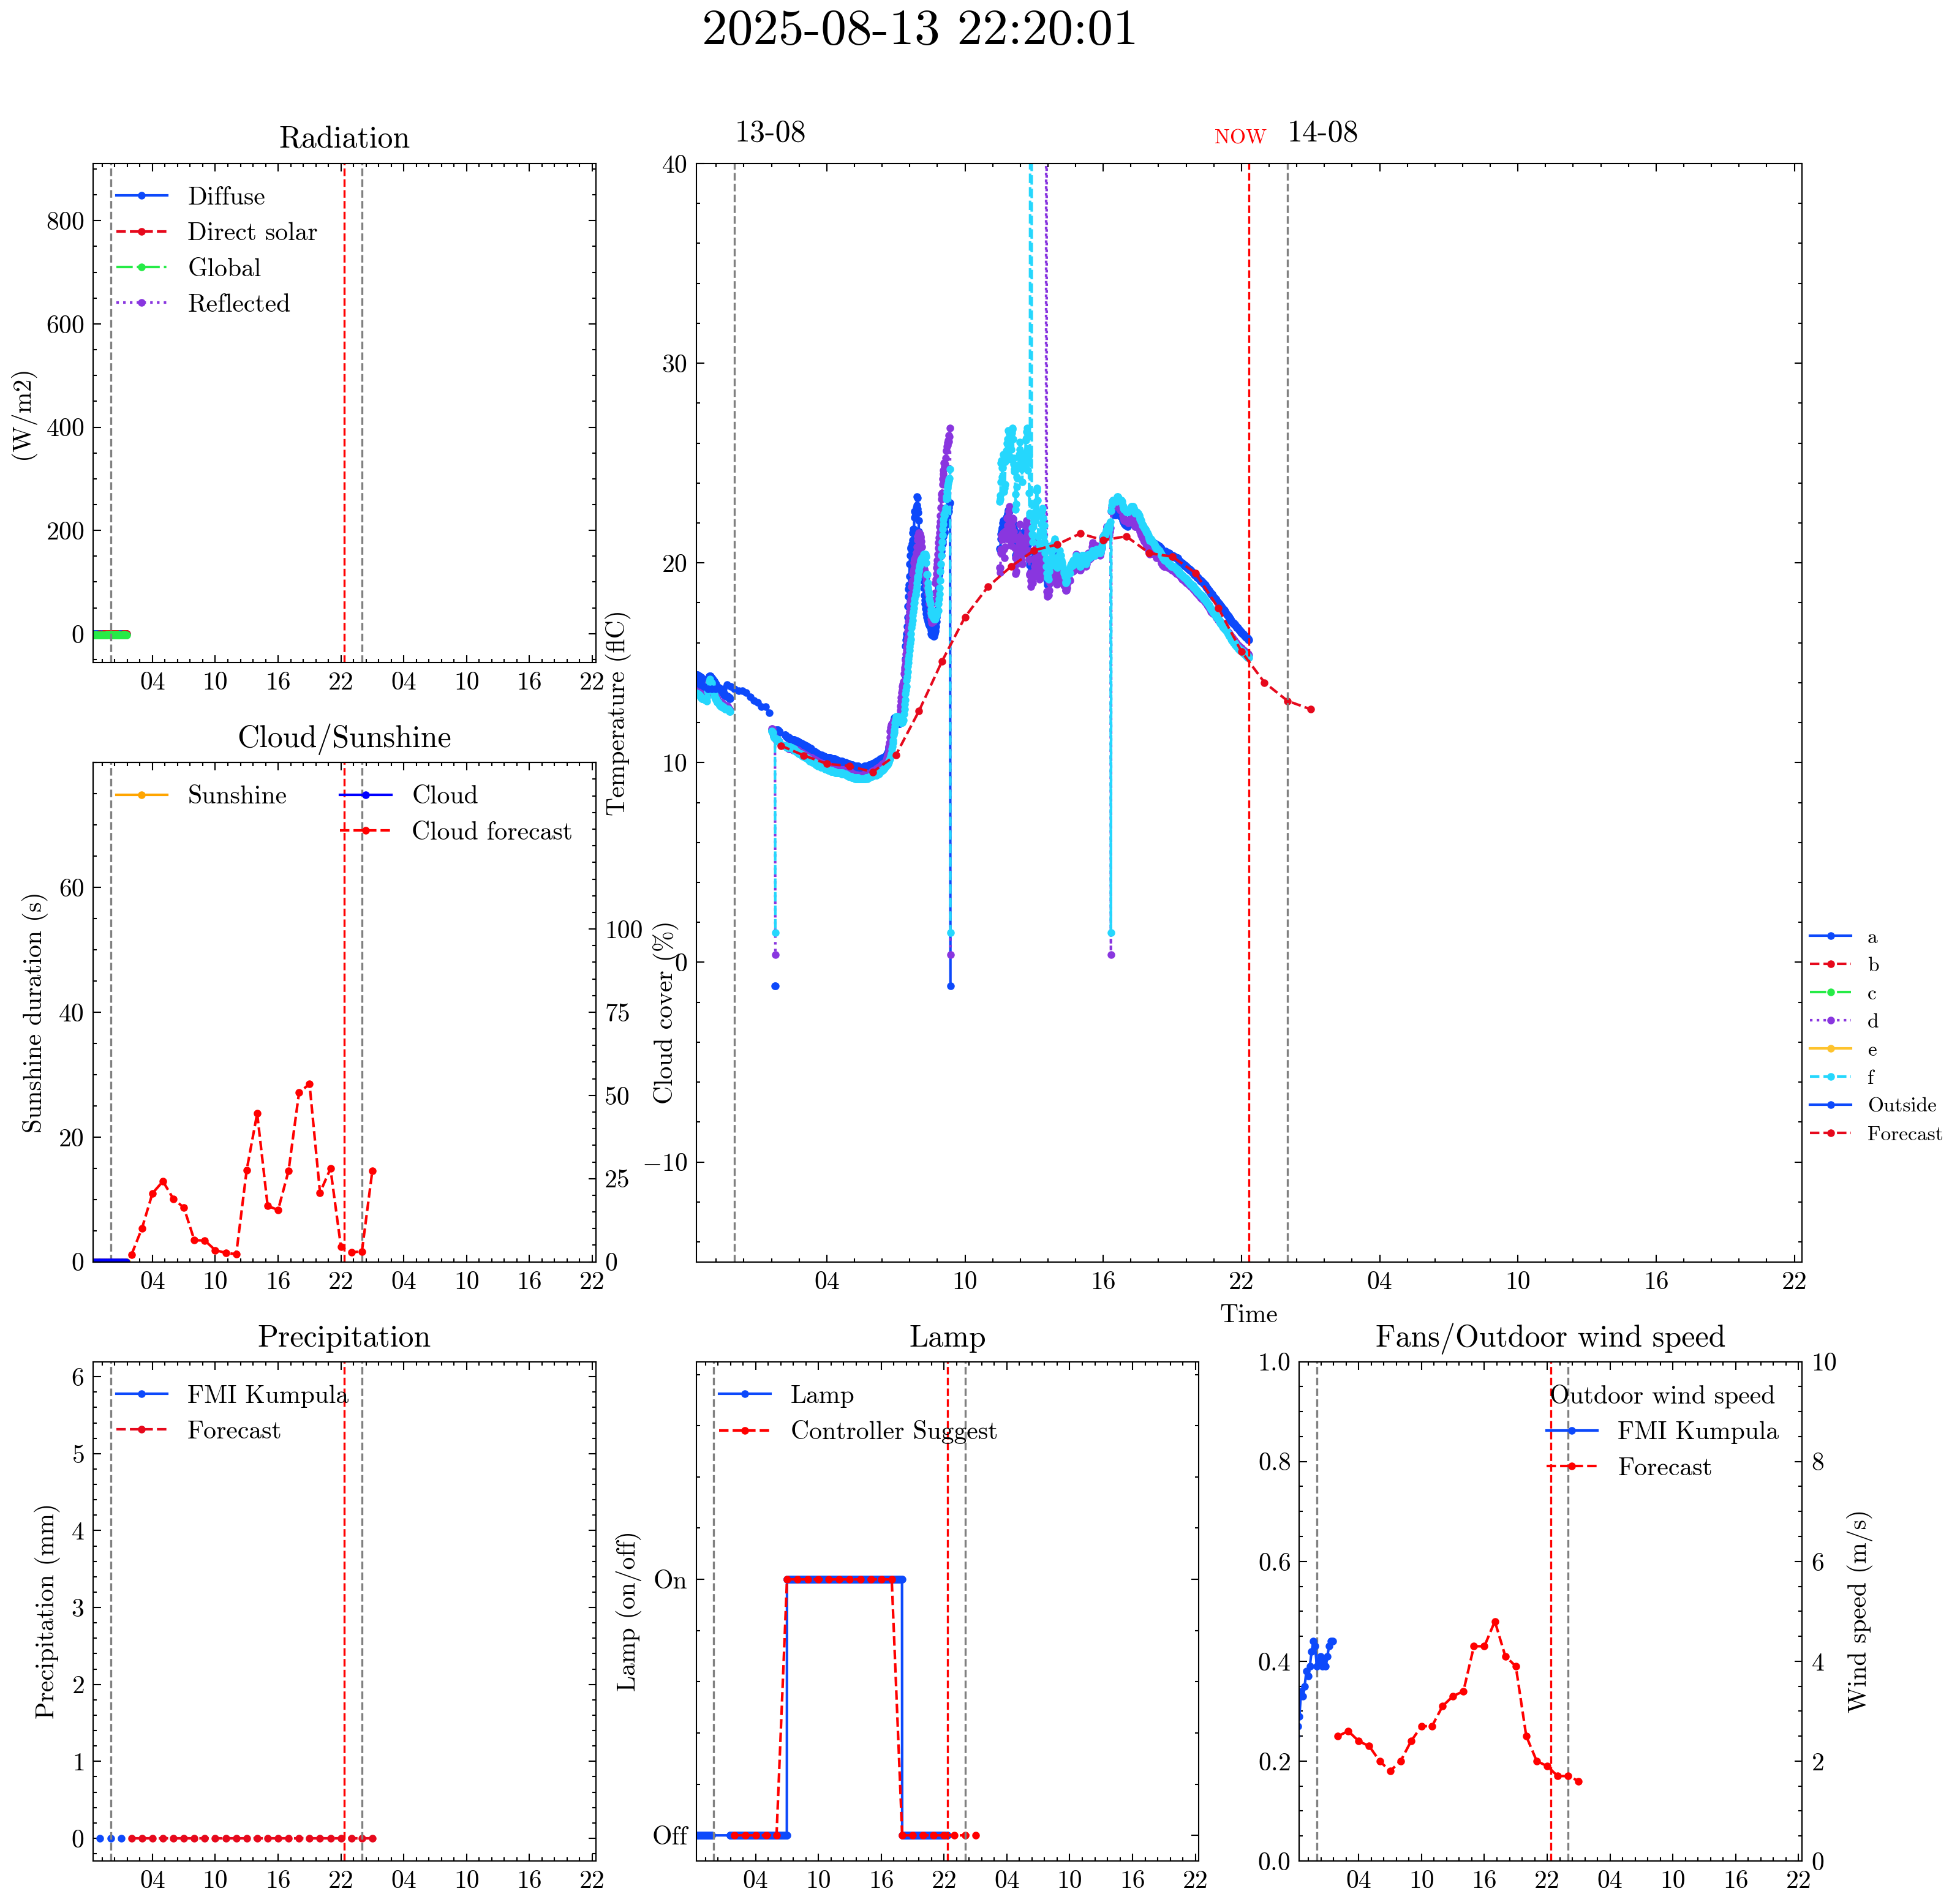 2025-08-13 22:20:01
Radiation
Diffuse
Direct solar
Global
Reflected
(W/m2)
800
600
400
200
0
04 10 16 22 04 10 16 22
13-08
NOW
14-08
40
30
20
10
0
−10
Temperature (flC)
04 10 16 22 04 10 16 22
Time
a
b
c
d
e
f
Outside
Forecast
Cloud/Sunshine
Sunshine
Cloud
Cloud forecast
Sunshine duration (s)
60
40
20
0
100
75
50
25
0
Cloud cover (%)
04 10 16 22 04 10 16 22
Precipitation
FMI Kumpula
Forecast
Precipitation (mm)
6
5
4
3
2
1
0
04 10 16 22 04 10 16 22
Lamp
Lamp
Controller Suggest
Lamp (on/off)
On
Off
04 10 16 22 04 10 16 22
Fans/Outdoor wind speed
Outdoor wind speed
FMI Kumpula
Forecast
1.0
0.8
0.6
0.4
0.2
0.0
10
8
6
4
2
0
Wind speed (m/s)
04 10 16 22 04 10 16 22